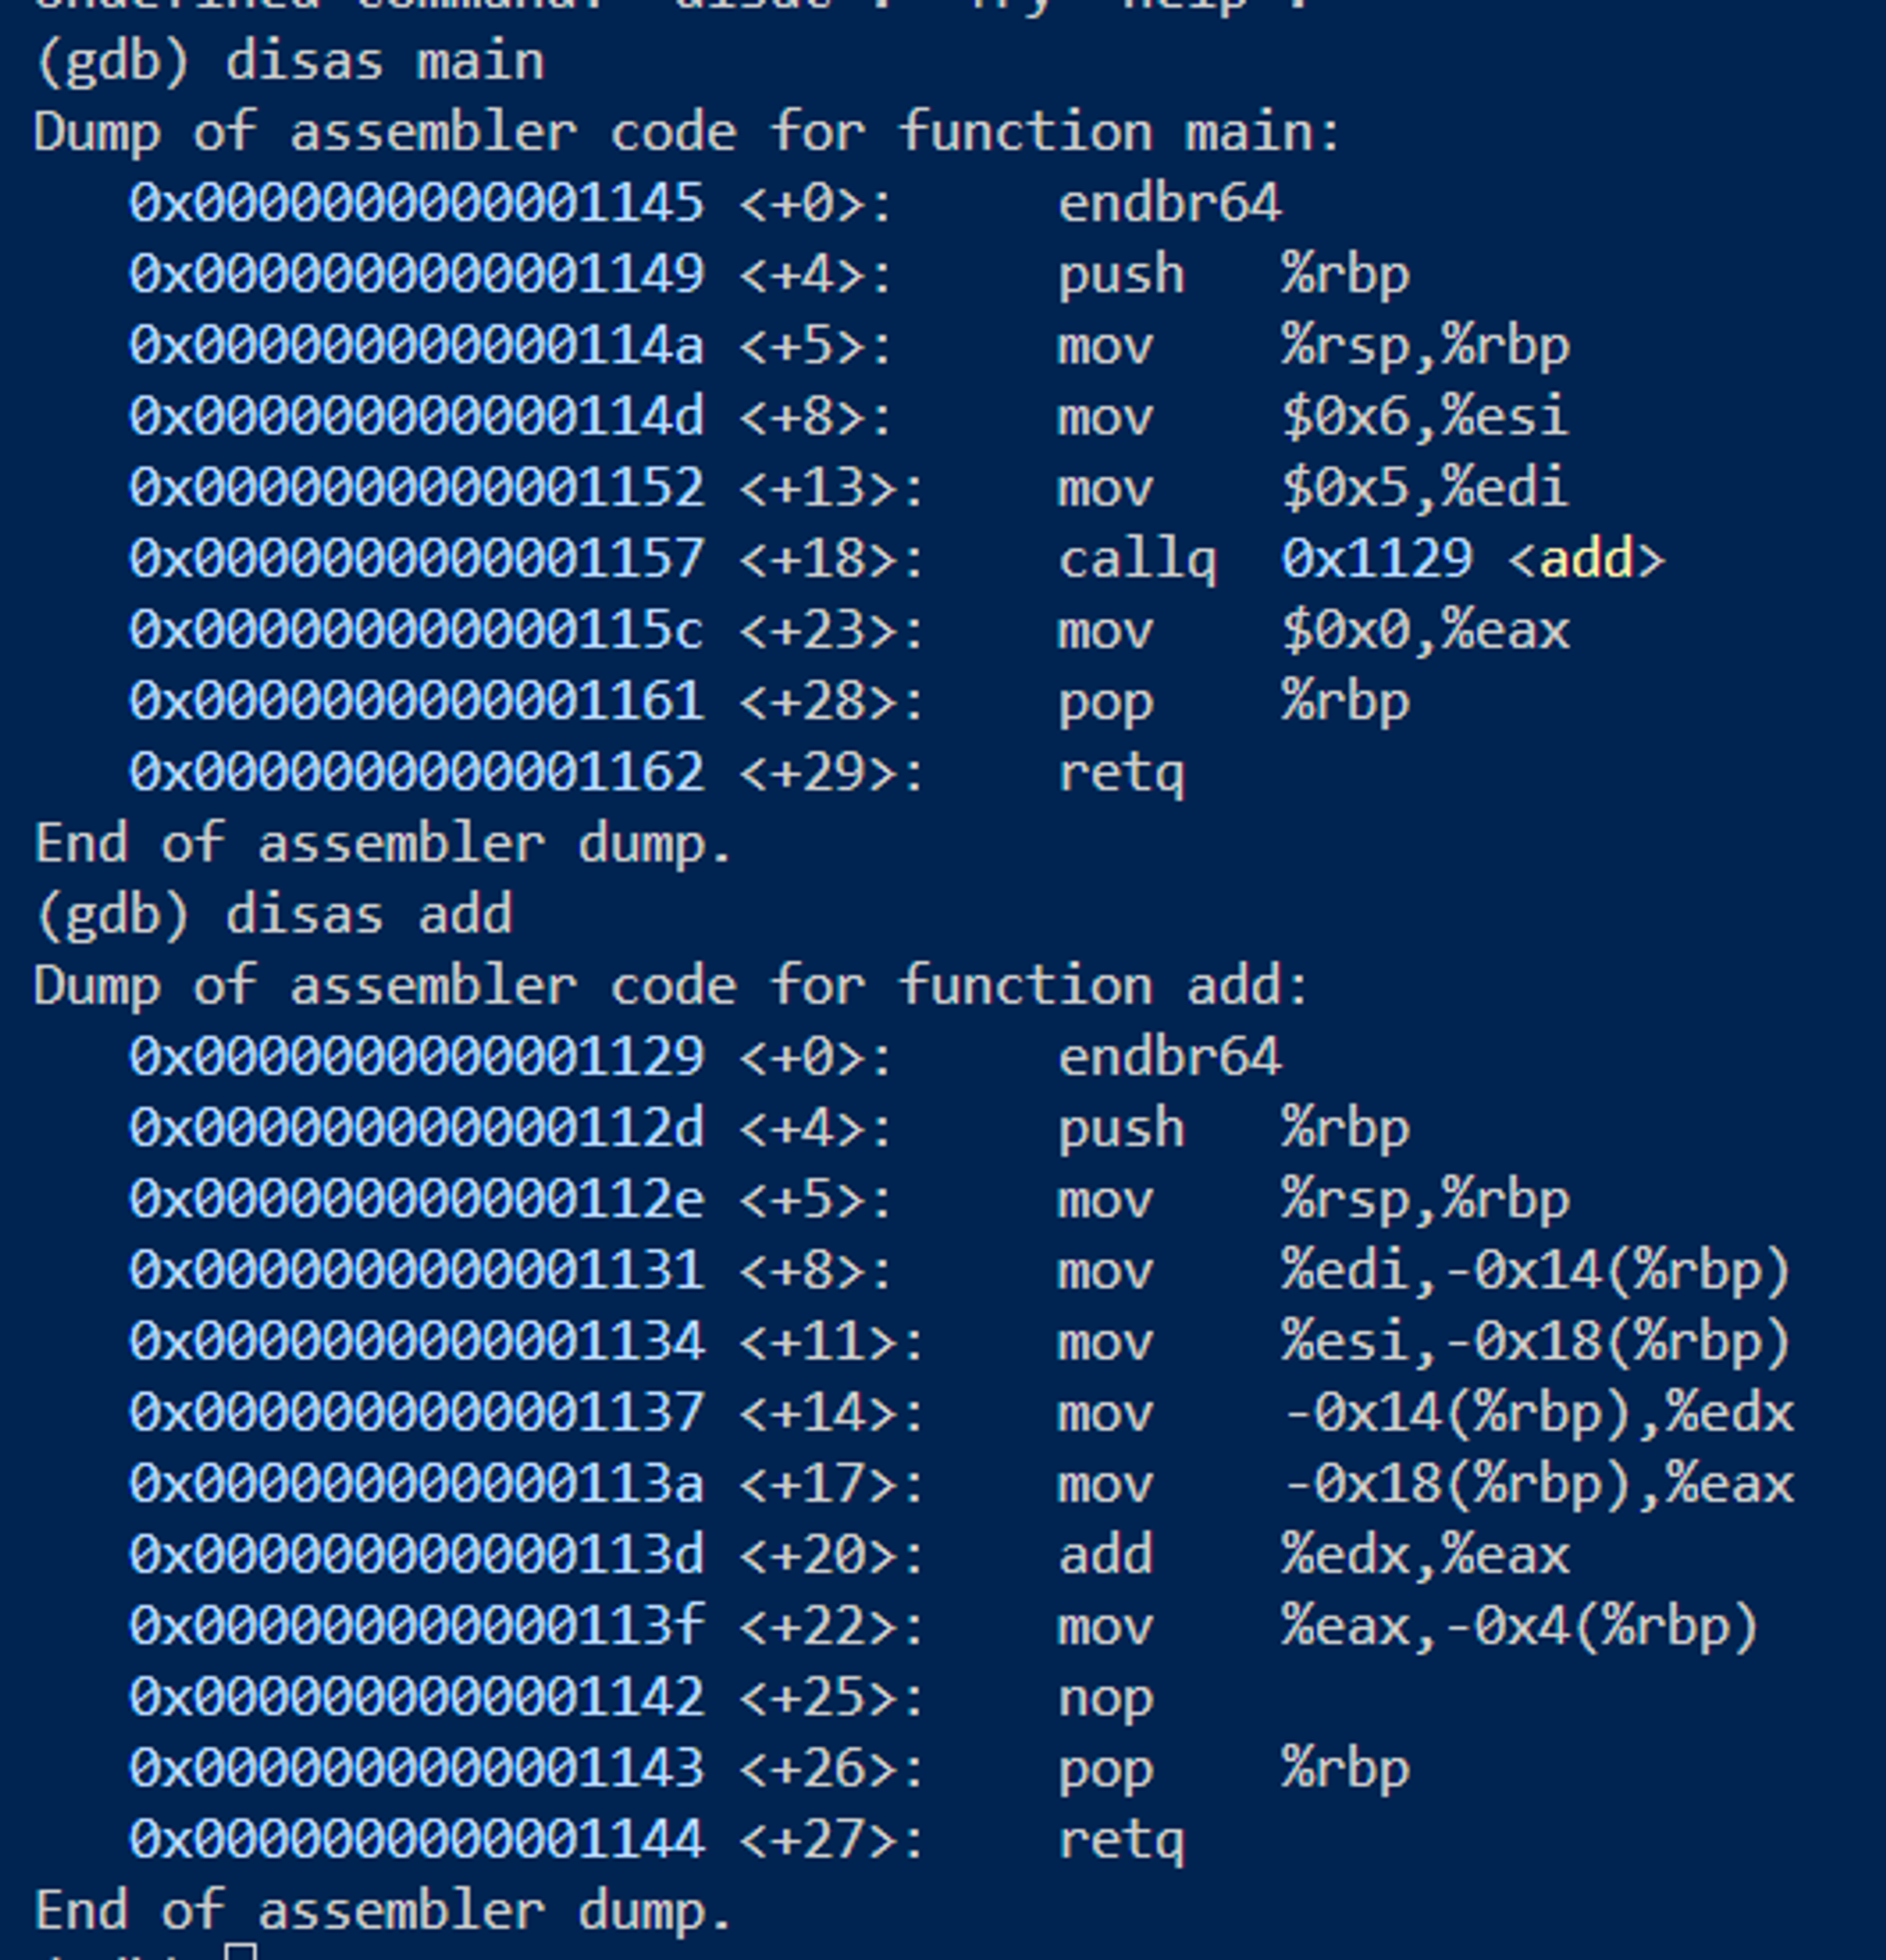 (gdb) disas main
Dump of assembler code for function main:
   0x0000000000001145 <+0>:     endbr64
   0x0000000000001149 <+4>:     push   %rbp
   0x000000000000114a <+5>:     mov    %rsp,%rbp
   0x000000000000114d <+8>:     mov    $0x6,%esi
   0x0000000000001152 <+13>:    mov    $0x5,%edi
   0x0000000000001157 <+18>:    callq  0x1129 <add>
   0x000000000000115c <+23>:    mov    $0x0,%eax
   0x0000000000001161 <+28>:    pop    %rbp
   0x0000000000001162 <+29>:    retq
End of assembler dump.
(gdb) disas add
Dump of assembler code for function add:
   0x0000000000001129 <+0>:     endbr64
   0x000000000000112d <+4>:     push   %rbp
   0x000000000000112e <+5>:     mov    %rsp,%rbp
   0x0000000000001131 <+8>:     mov    %edi,-0x14(%rbp)
   0x0000000000001134 <+11>:    mov    %esi,-0x18(%rbp)
   0x0000000000001137 <+14>:    mov    -0x14(%rbp),%edx
   0x000000000000113a <+17>:    mov    -0x18(%rbp),%eax
   0x000000000000113d <+20>:    add    %edx,%eax
   0x000000000000113f <+22>:    mov    %eax,-0x4(%rbp)
   0x0000000000001142 <+25>:    nop
   0x0000000000001143 <+26>:    pop    %rbp
   0x0000000000001144 <+27>:    retq
End of assembler dump.